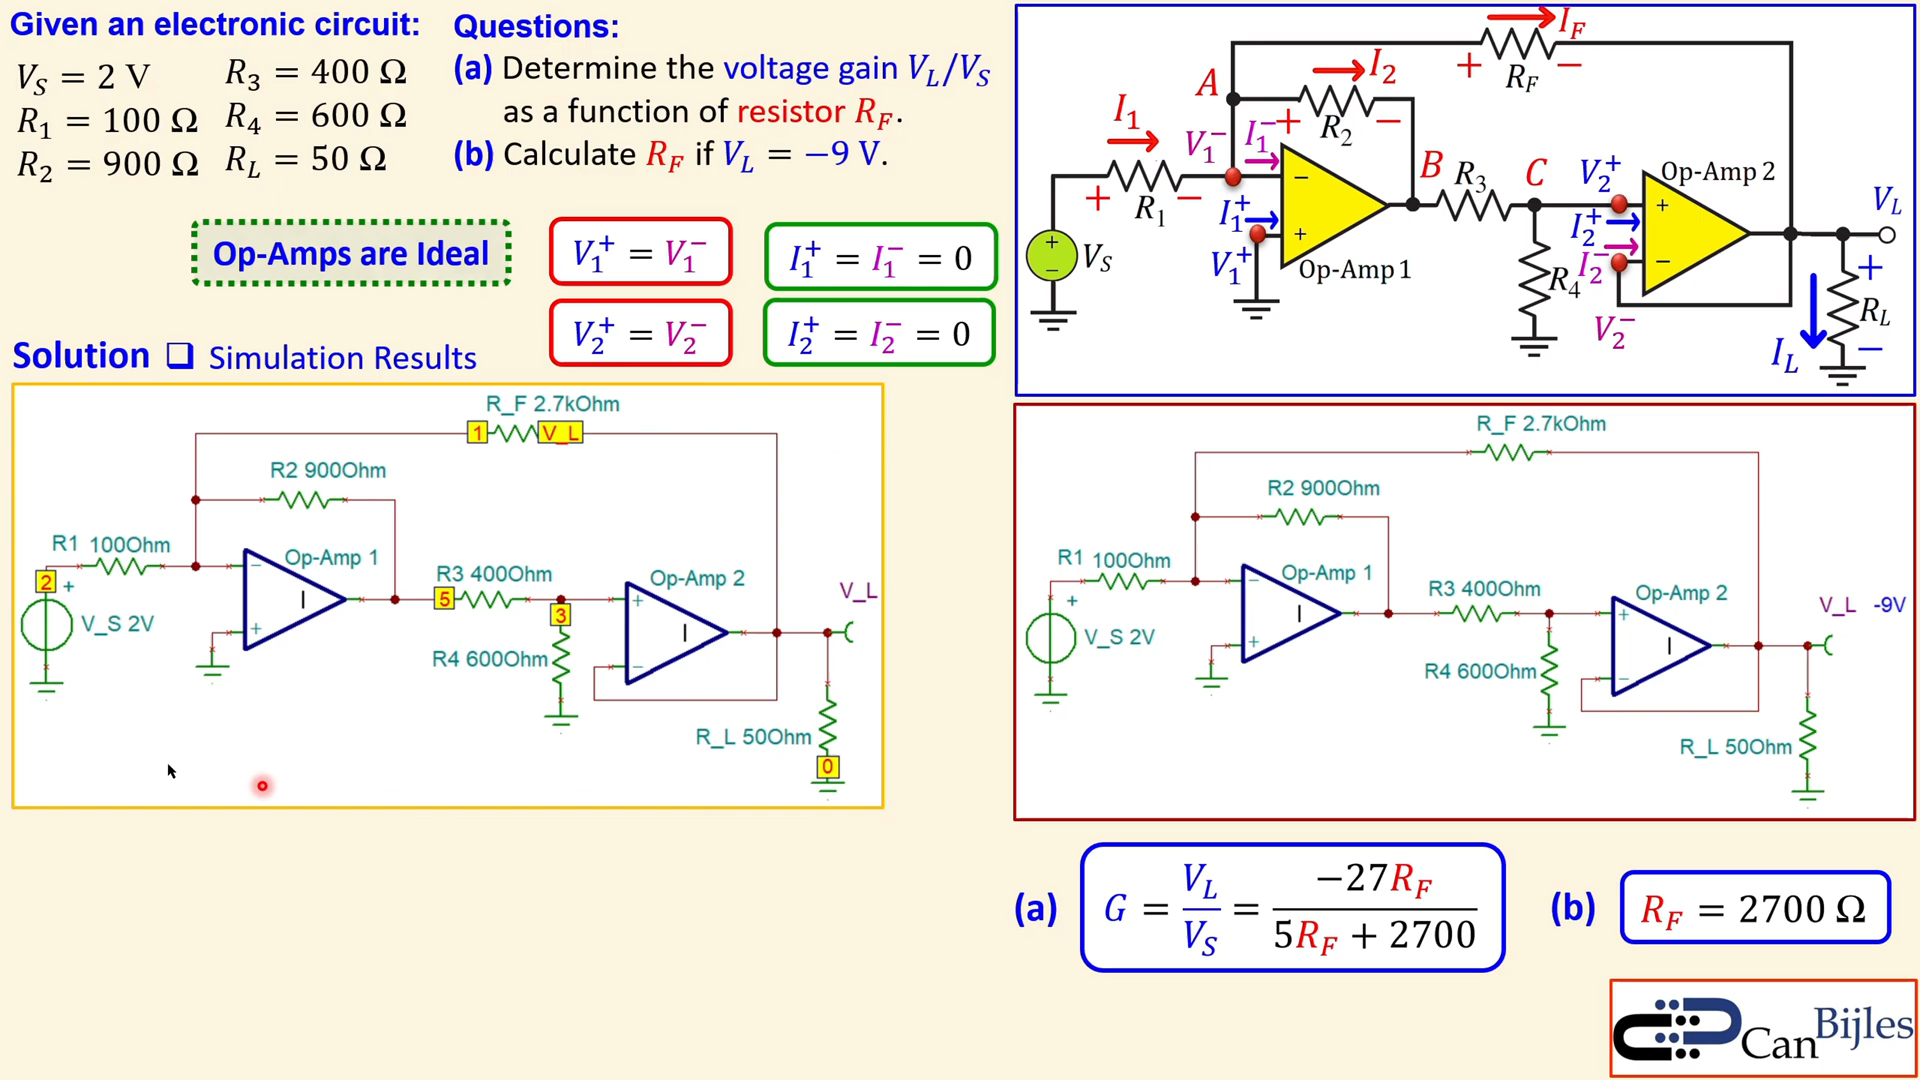 Given an electronic circuit:
V_S = 2 V
R_1 = 100 Ω
R_2 = 900 Ω
R_3 = 400 Ω
R_4 = 600 Ω
R_L = 50 Ω
Questions:
(a) Determine the voltage gain V_L/V_S
as a function of resistor R_F.
(b) Calculate R_F if V_L = −9 V.
Op-Amps are Ideal
V_1^+ = V_1^-
I_1^+ = I_1^- = 0
V_2^+ = V_2^-
I_2^+ = I_2^- = 0
Solution ❑ Simulation Results
I_F
+ R_F −
A
I_2
+ R_2 −
I_1
V_1^-
I_1^-
+ R_1 −
I_1^+
V_1^+
−
+
Op-Amp 1
+
−
V_S
B
R_3
C
R_4
V_2^+
I_2^+
I_2^-
V_2^-
Op-Amp 2
+
−
V_L
+
R_L
−
I_L
R_F 2.7kOhm
1
V_L
R2 900Ohm
R1 100Ohm
Op-Amp 1
2
+
V_S 2V
−
+
I
R3 400Ohm
5
3
R4 600Ohm
Op-Amp 2
+
−
I
V_L
R_L 50Ohm
0
R_F 2.7kOhm
R2 900Ohm
R1 100Ohm
Op-Amp 1
+
V_S 2V
−
+
I
R3 400Ohm
R4 600Ohm
Op-Amp 2
+
−
I
V_L -9V
R_L 50Ohm
(a) G = V_L/V_S = −27R_F/(5R_F + 2700)
(b) R_F = 2700 Ω
Can Bijles